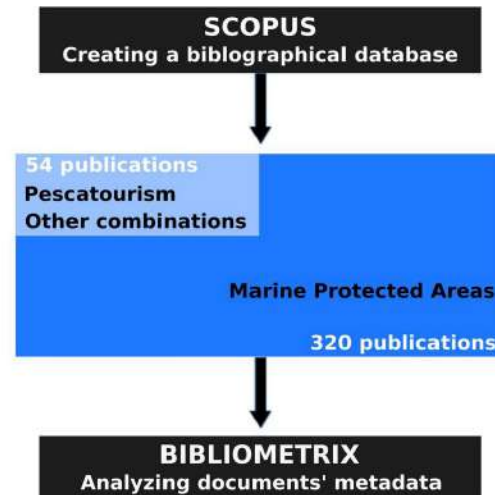 SCOPUS
Creating a biblographical database
54 publications
Pescatourism
Other combinations
Marine Protected Areas
320 publications
BIBLIOMETRIX
Analyzing documents' metadata